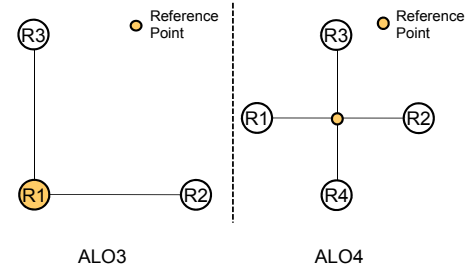 R3
Reference
Point
R1
R2
ALO3
Reference
Point
R3
R1
R2
R4
ALO4